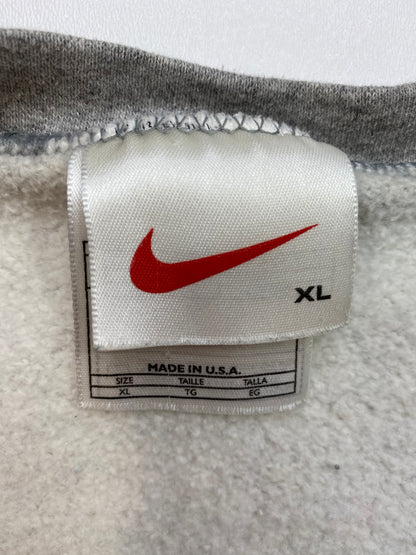 XL
MADE IN U.S.A.
SIZE TAILLE TALLA
XL TG EG